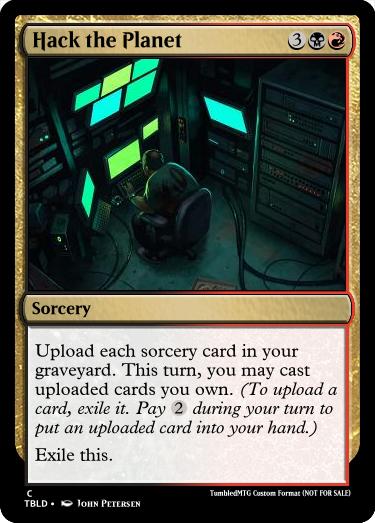 Hack the Planet 3
Sorcery
Upload each sorcery card in your
graveyard. This turn, you may cast
uploaded cards you own. (To upload a
card, exile it. Pay 2 during your turn to
put an uploaded card into your hand.)
Exile this.
C
TBLD • John Petersen
TumbledMTG Custom Format (NOT FOR SALE)